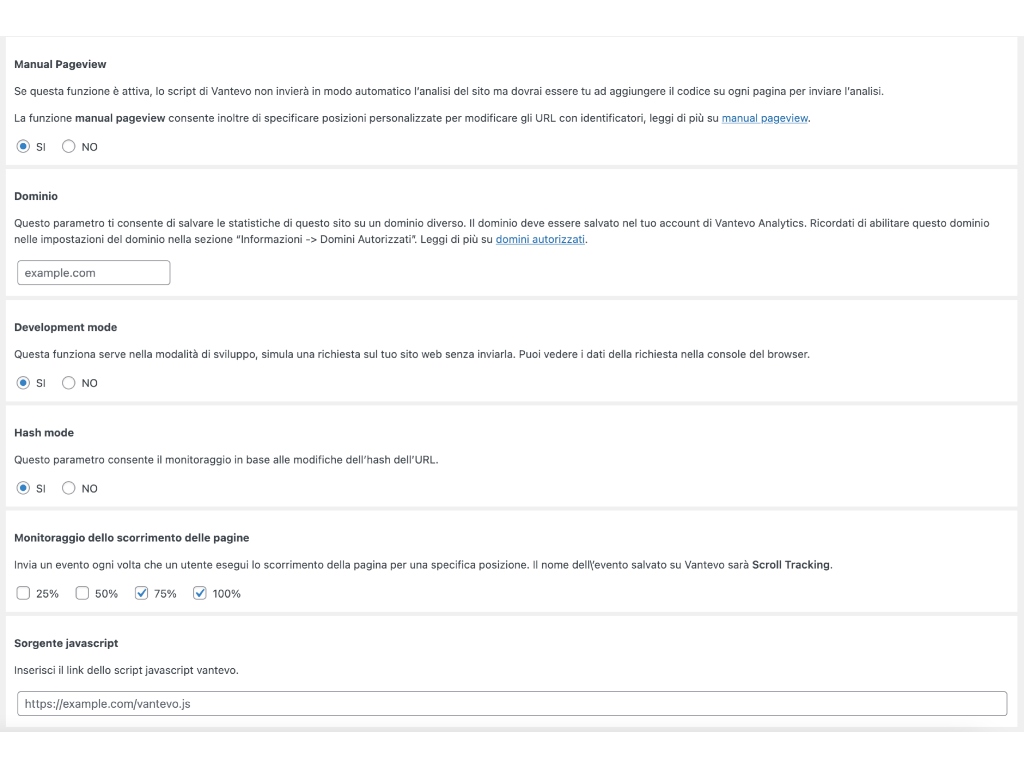 Manual Pageview
Se questa funzione è attiva, lo script di Vantevo non invierà in modo automatico l'analisi del sito ma dovrai essere tu ad aggiungere il codice su ogni pagina per inviare l'analisi.
La funzione manual pageview consente inoltre di specificare posizioni personalizzate per modificare gli URL con identificatori, leggi di più su manual pageview.
SI NO
Dominio
Questo parametro ti consente di salvare le statistiche di questo sito su un dominio diverso. Il dominio deve essere salvato nel tuo account di Vantevo Analytics. Ricordati di abilitare questo dominio
nelle impostazioni del dominio nella sezione "Informazioni -> Domini Autorizzati". Leggi di più su domini autorizzati.
example.com
Development mode
Questa funziona serve nella modalità di sviluppo, simula una richiesta sul tuo sito web senza inviarla. Puoi vedere i dati della richiesta nella console del browser.
SI NO
Hash mode
Questo parametro consente il monitoraggio in base alle modifiche dell'hash dell'URL.
SI NO
Monitoraggio dello scorrimento delle pagine
Invia un evento ogni volta che un utente esegui lo scorrimento della pagina per una specifica posizione. Il nome dell\'evento salvato su Vantevo sarà Scroll Tracking.
25% 50% 75% 100%
Sorgente javascript
Inserisci il link dello script javascript vantevo.
https://example.com/vantevo.js